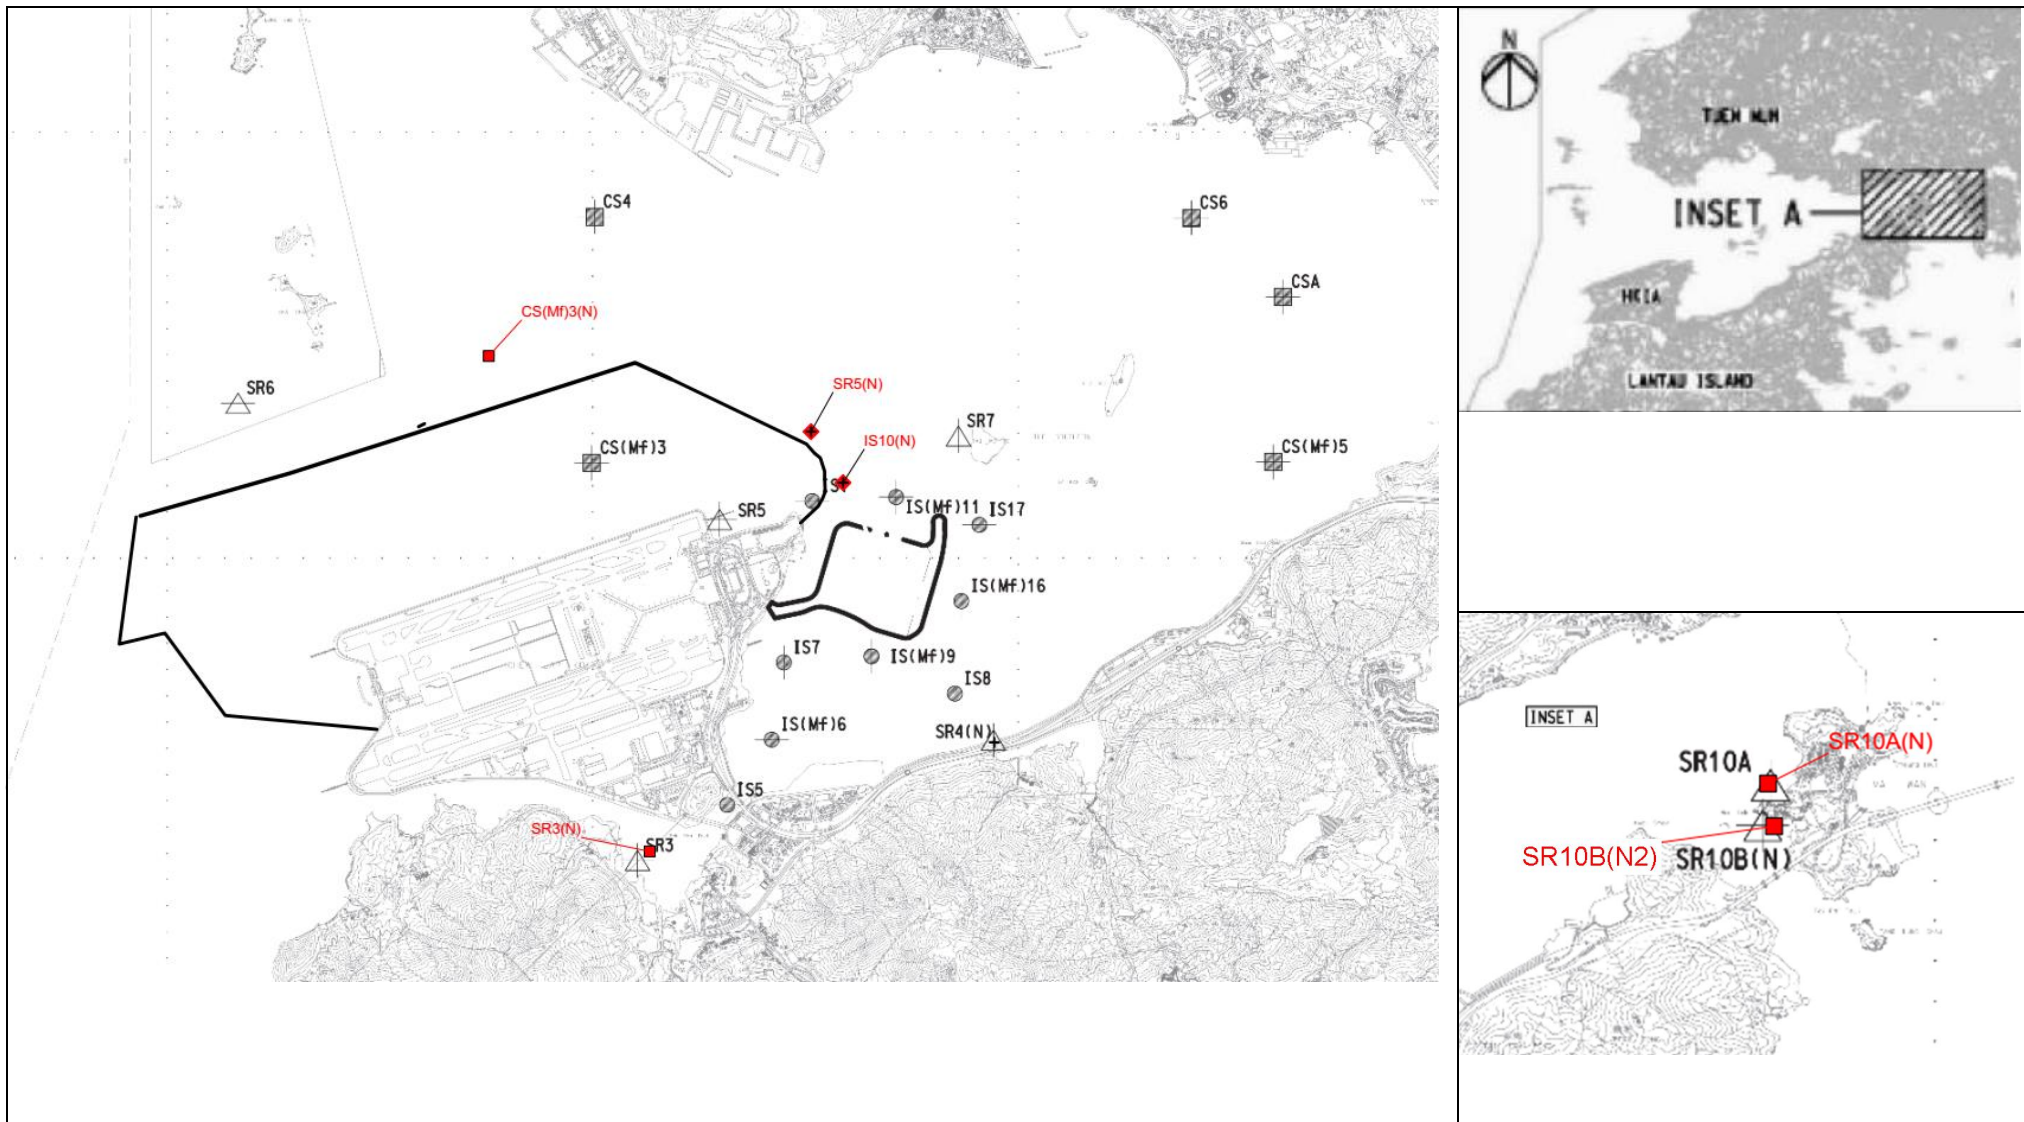 CS4
CS6
CSA
CS(Mf)3(N)
SR6
SR5(N)
SR7
IS10(N)
CS(Mf)3
CS(Mf)5
SR5
IS(Mf)11
IS17
IS(Mf)16
IS7
IS(Mf)9
IS8
IS(Mf)6
SR4(N)
IS5
SR3(N)
SR3
N
TUEN MUN
INSET A
HKIA
LANTAU ISLAND
INSET A
SR10A(N)
SR10A
SR10B(N2)
SR10B(N)